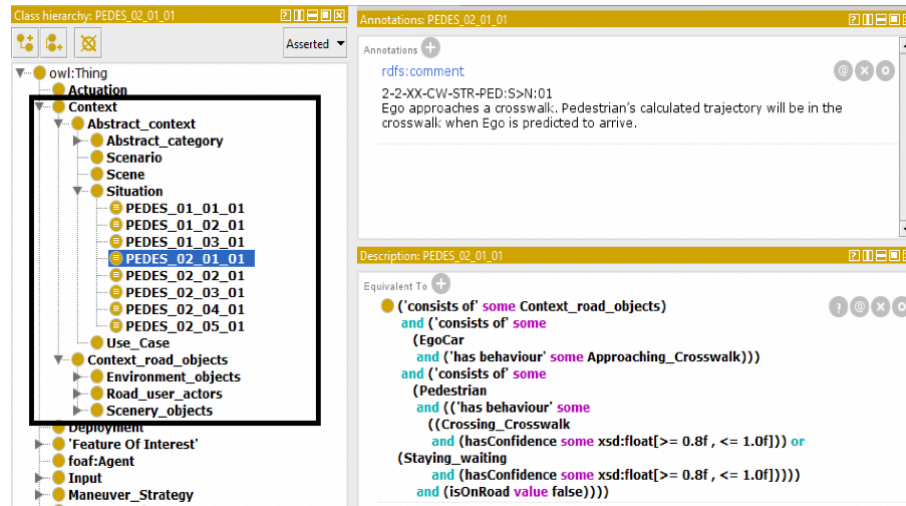 Class hierarchy: PEDES_02_01_01
Asserted
owl:Thing
Actuation
Context
Abstract_context
Abstract_category
Scenario
Scene
Situation
PEDES_01_01_01
PEDES_01_02_01
PEDES_01_03_01
PEDES_02_01_01
PEDES_02_02_01
PEDES_02_03_01
PEDES_02_04_01
PEDES_02_05_01
Use_Case
Context_road_objects
Environment_objects
Road_user_actors
Scenery_objects
Deployment
'Feature Of Interest'
foaf:Agent
Input
Maneuver_Strategy
Annotations: PEDES_02_01_01
Annotations
rdfs:comment
2-2-XX-CW-STR-PED:S>N:01
Ego approaches a crosswalk. Pedestrian's calculated trajectory will be in the
crosswalk when Ego is predicted to arrive.
Description: PEDES_02_01_01
Equivalent To
('consists of' some Context_road_objects)
and ('consists of' some
(EgoCar
and ('has behaviour' some Approaching_Crosswalk)))
and ('consists of' some
(Pedestrian
and (('has behaviour' some
((Crossing_Crosswalk
and (hasConfidence some xsd:float[>= 0.8f , <= 1.0f])) or
(Staying_waiting
and (hasConfidence some xsd:float[>= 0.8f , <= 1.0f]))))
and (isOnRoad value false))))